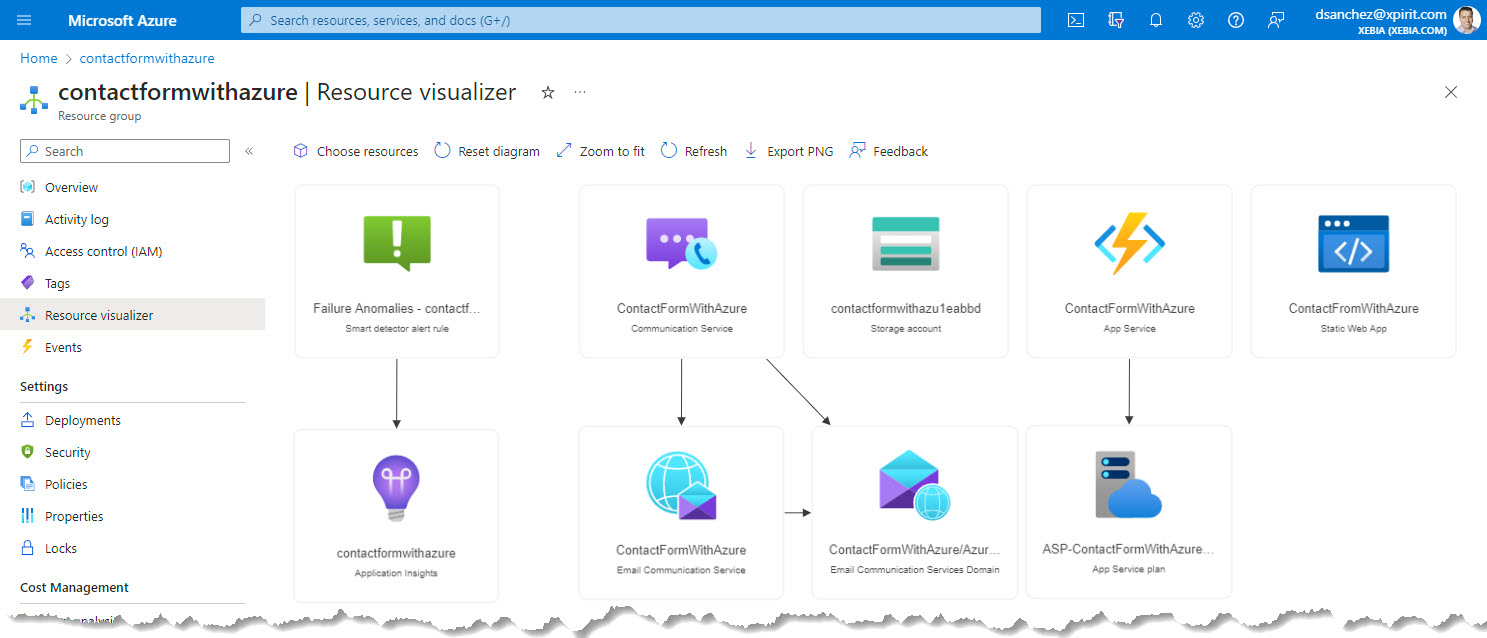 Microsoft Azure
Search resources, services, and docs (G+/)
dsanchez@xpirit.com
XEBIA (XEBIA.COM)
Home
contactformwithazure
contactformwithazure | Resource visualizer
Resource group
Search
Choose resources
Reset diagram
Zoom to fit
Refresh
Export PNG
Feedback
Overview
Activity log
Access control (IAM)
Tags
Resource visualizer
Events
Settings
Deployments
Security
Policies
Properties
Locks
Cost Management
Failure Anomalies - contactf...
Smart detector alert rule
ContactFormWithAzure
Communication Service
contactformwithazu1eabbd
Storage account
ContactFormWithAzure
App Service
ContactFromWithAzure
Static Web App
contactformwithazure
Application Insights
ContactFormWithAzure
Email Communication Service
ContactFormWithAzure/Azur...
Email Communication Services Domain
ASP-ContactFormWithAzure...
App Service plan